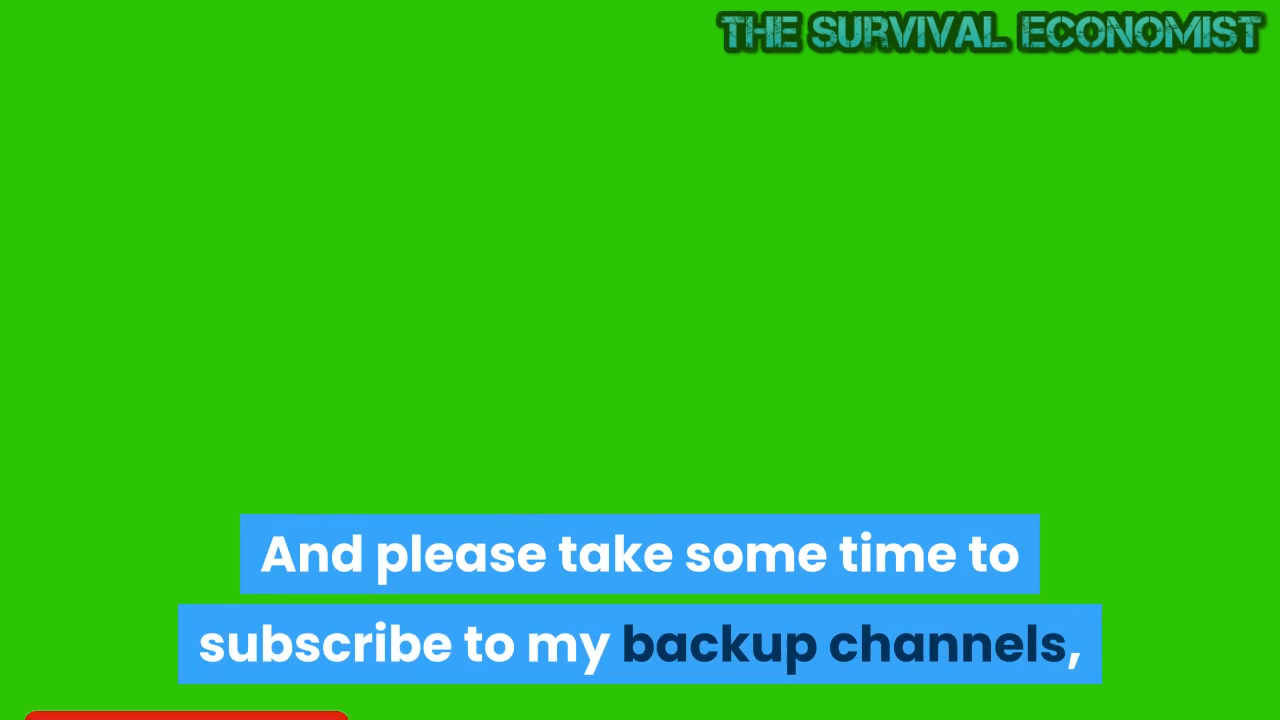 THE SURVIVAL ECONOMIST
And please take some time to
subscribe to my backup channels,